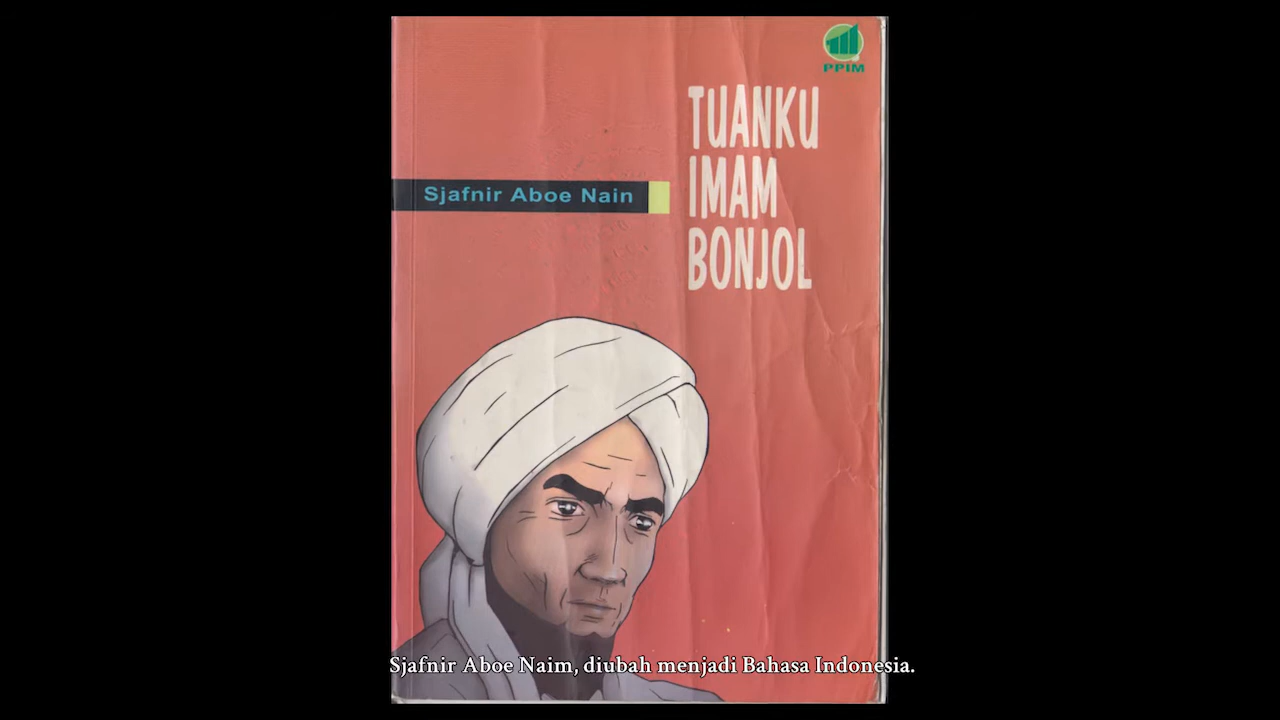 PPIM
TUANKU
IMAM
BONJOL
Sjafnir Aboe Nain
Sjafnir Aboe Naim, diubah menjadi Bahasa Indonesia.